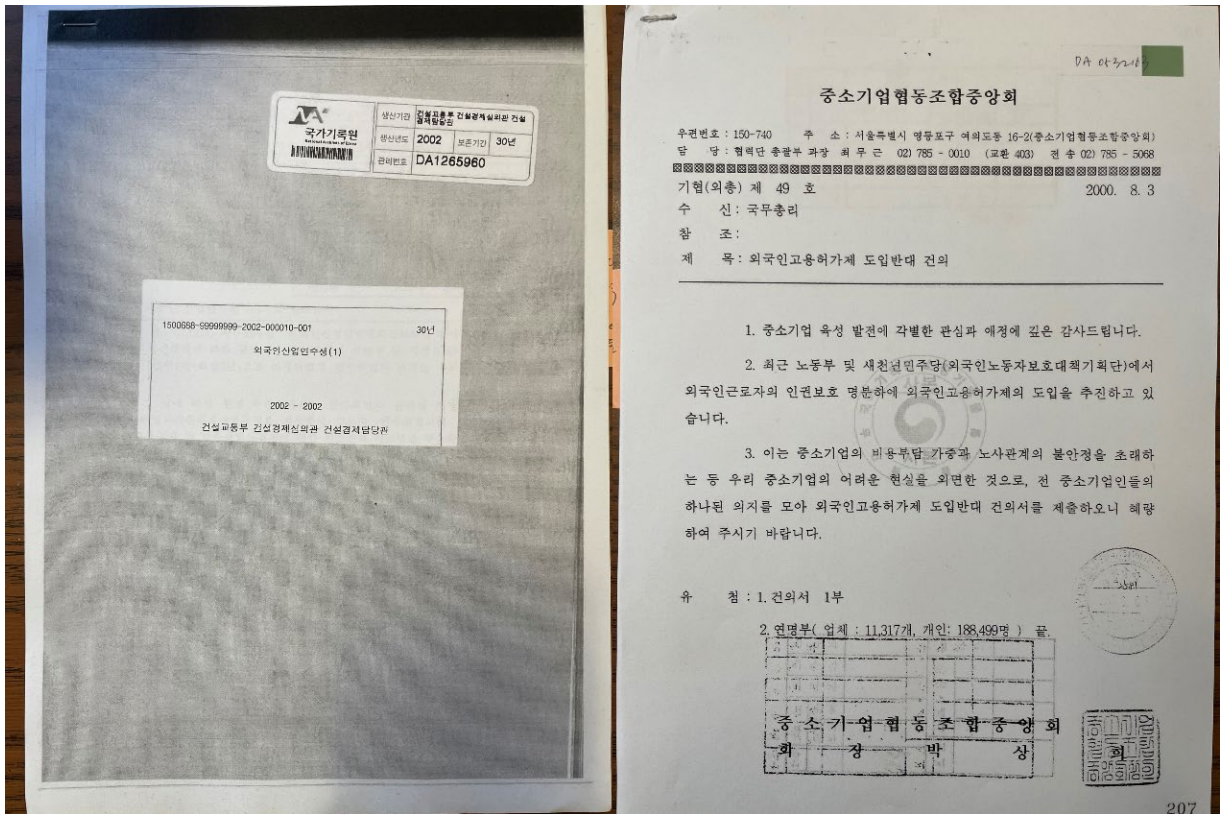 국가기록원
National Archives of Korea
생산기관 건설교통부 건설경제심의관 건설경제담당관
생산년도 2002 보존기간 30년
관리번호 DA1265960
1500688-99999999-2002-000010-001 30년
외국인산업연수생(1)
2002 - 2002
건설교통부 건설경제심의관 건설경제담당관
DA
중소기업협동조합중앙회
우편번호 : 150-740 주 소 : 서울특별시 영등포구 여의도동 16-2(중소기업협동조합중앙회)
담 당 : 협력단 총괄부 과장 최 무 근 02) 785 - 0010 (교환 403) 전 송 02) 785 - 5068
기협(외총) 제 49 호 2000. 8. 3
수 신 : 국무총리
참 조 :
제 목 : 외국인고용허가제 도입반대 건의
1. 중소기업 육성 발전에 각별한 관심과 애정에 깊은 감사드립니다.
2. 최근 노동부 및 새천년민주당(외국인노동자보호대책기획단)에서
외국인근로자의 인권보호 명분하에 외국인고용허가제의 도입을 추진하고 있
습니다.
3. 이는 중소기업의 비용부담 가중과 노사관계의 불안정을 초래하
는 등 우리 중소기업의 어려운 현실을 외면한 것으로, 전 중소기업인들의
하나된 의지를 모아 외국인고용허가제 도입반대 건의서를 제출하오니 혜량
하여 주시기 바랍니다.
유 첨 : 1. 건의서 1부
2. 연명부( 업체 : 11,317개, 개인: 188,499명 ) 끝.
중 소 기 업 협 동 조 합 중 앙 회
회 장 박 상 희
207